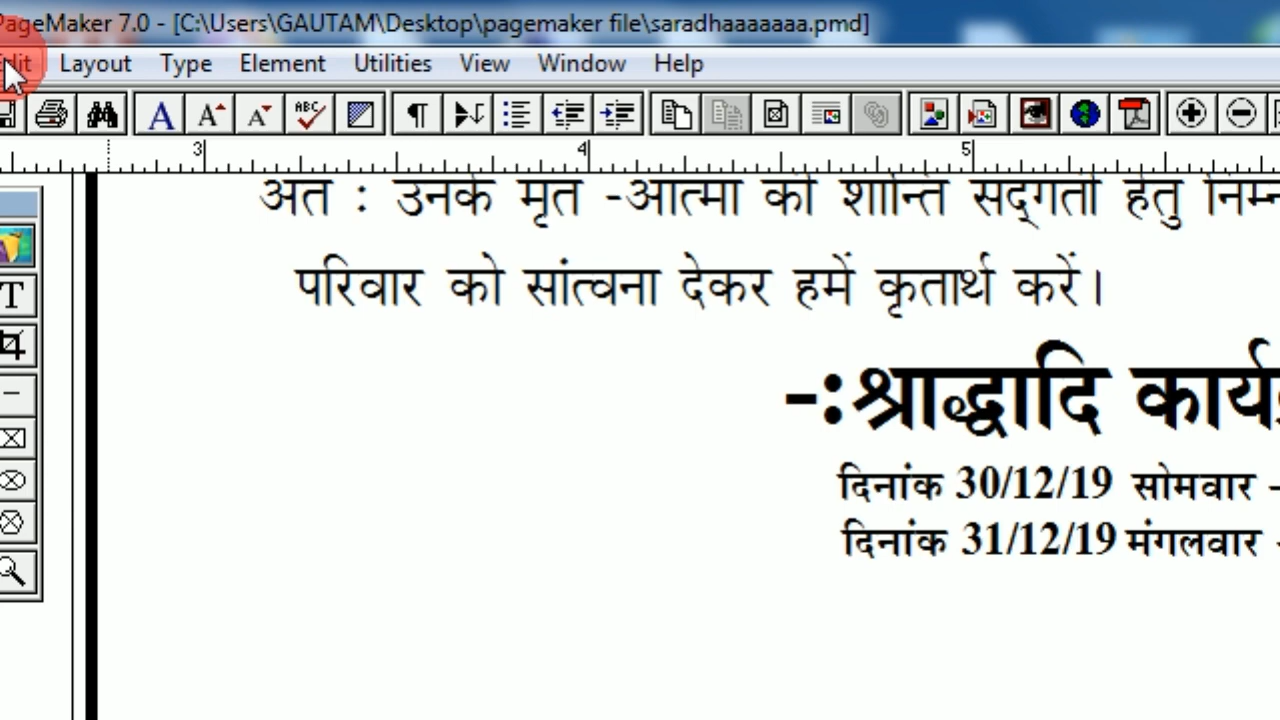 PageMaker 7.0 - [C:\Users\GAUTAM\Desktop\pagemaker file\saradhaaaaaaa.pmd]
Edit Layout Type Element Utilities View Window Help
3 4 5
अत : उनके मृत -आत्मा की शान्ति सद्‌गती हेतु निम्न
परिवार को सांत्वना देकर हमें कृतार्थ करें।
-:श्राद्धादि कार्य
दिनांक 30/12/19 सोमवार -
दिनांक 31/12/19 मंगलवार -